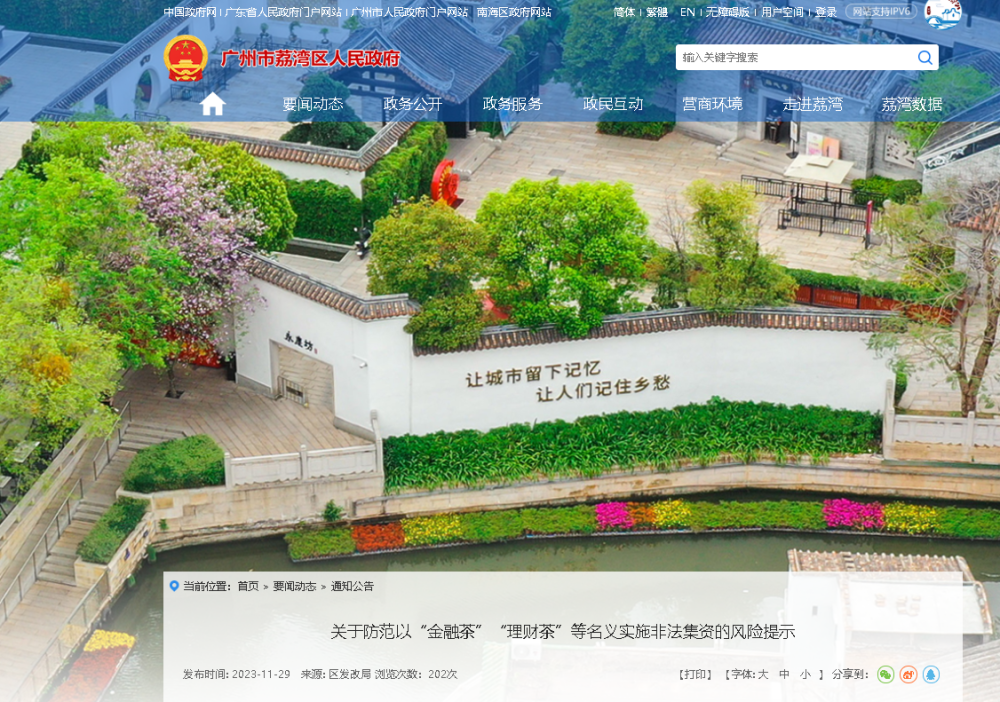 中国政府网 | 广东省人民政府门户网站 | 广州市人民政府门户网站 南海区政府网站 简体 | 繁體 EN | 无障碍版 | 用户空间 | 登录 网站支持IPV6
广州市荔湾区人民政府
输入关键字搜索
要闻动态 政务公开 政务服务 政民互动 营商环境 走进荔湾 荔湾数据
永庆坊
让城市留下记忆
让人们记住乡愁
当前位置: 首页 » 要闻动态 » 通知公告
关于防范以“金融茶”“理财茶”等名义实施非法集资的风险提示
发布时间: 2023-11-29 来源: 区发改局 浏览次数: 202次 【打印】 【字体: 大 中 小 】 分享到: